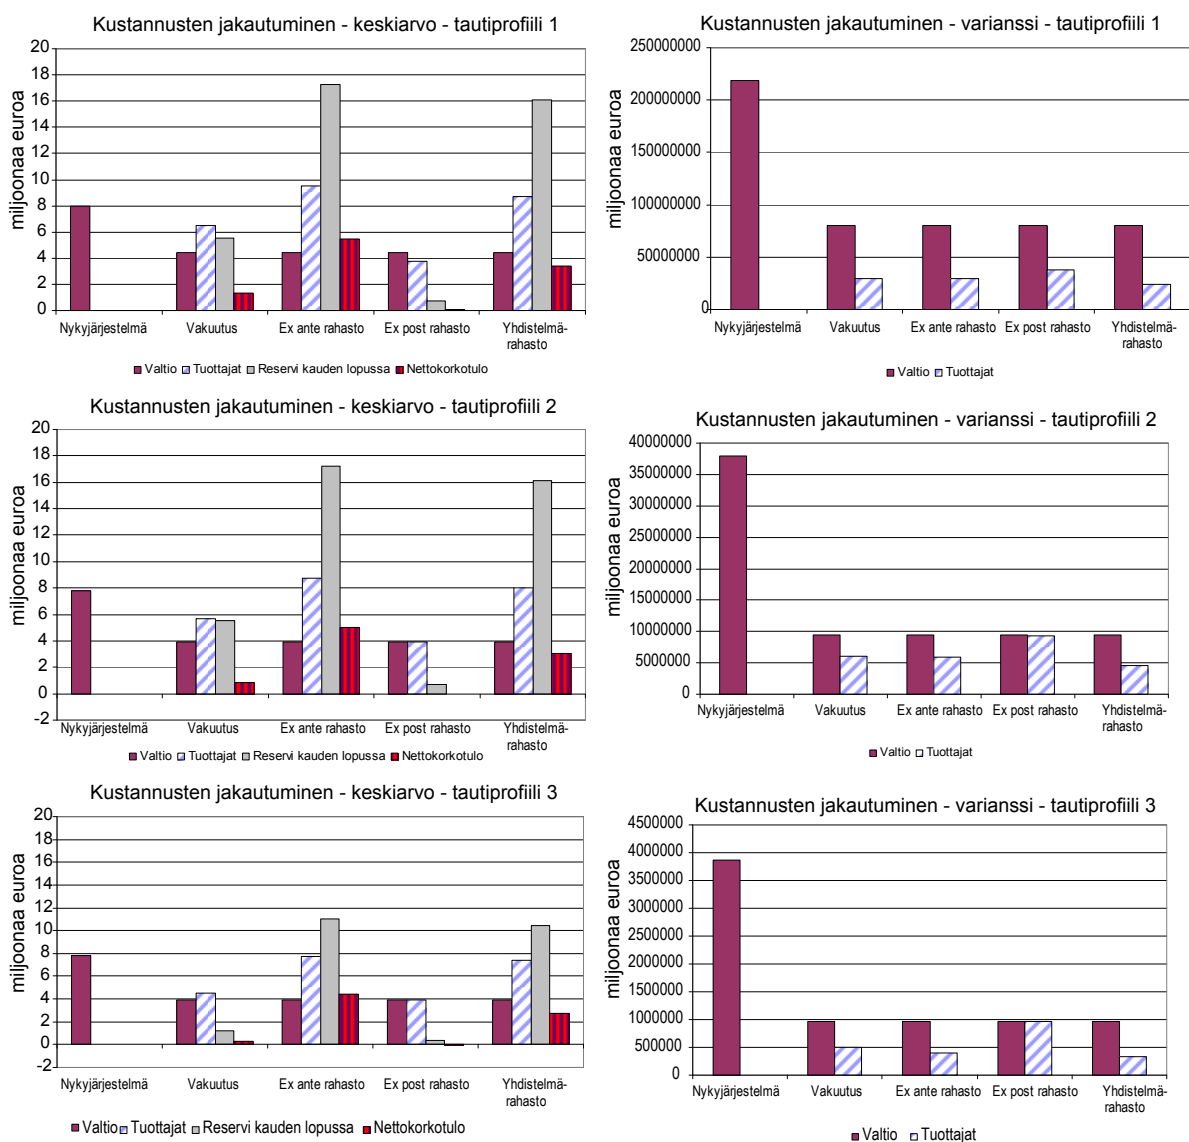 Kustannusten jakautuminen - keskiarvo - tautiprofiili 1
miljoonaa euroa
20
18
16
14
12
10
8
6
4
2
0
Nykyjärjestelmä Vakuutus Ex ante rahasto Ex post rahasto Yhdistelmä-
rahasto
Valtio Tuottajat Reservi kauden lopussa Nettokorkotulo
Kustannusten jakautuminen - varianssi - tautiprofiili 1
miljoonaa euroa
250000000
200000000
150000000
100000000
50000000
0
Nykyjärjestelmä Vakuutus Ex ante rahasto Ex post rahasto Yhdistelmä-
rahasto
Valtio Tuottajat
Kustannusten jakautuminen - keskiarvo - tautiprofiili 2
miljoonaa euroa
20
18
16
14
12
10
8
6
4
2
0
-2
Nykyjärjestelmä Vakuutus Ex ante rahasto Ex post rahasto Yhdistelmä-
rahasto
Valtio Tuottajat Reservi kauden lopussa Nettokorkotulo
Kustannusten jakautuminen - varianssi - tautiprofiili 2
miljoonaa euroa
40000000
35000000
30000000
25000000
20000000
15000000
10000000
5000000
0
Nykyjärjestelmä Vakuutus Ex ante rahasto Ex post rahasto Yhdistelmä-
rahasto
Valtio Tuottajat
Kustannusten jakautuminen - keskiarvo - tautiprofiili 3
miljoonaa euroa
20
18
16
14
12
10
8
6
4
2
0
-2
Nykyjärjestelmä Vakuutus Ex ante rahasto Ex post rahasto Yhdistelmä-
rahasto
Valtio Tuottajat Reservi kauden lopussa Nettokorkotulo
Kustannusten jakautuminen - varianssi - tautiprofiili 3
miljoonaa euroa
4500000
4000000
3500000
3000000
2500000
2000000
1500000
1000000
500000
0
Nykyjärjestelmä Vakuutus Ex ante rahasto Ex post rahasto Yhdistelmä-
rahasto
Valtio Tuottajat